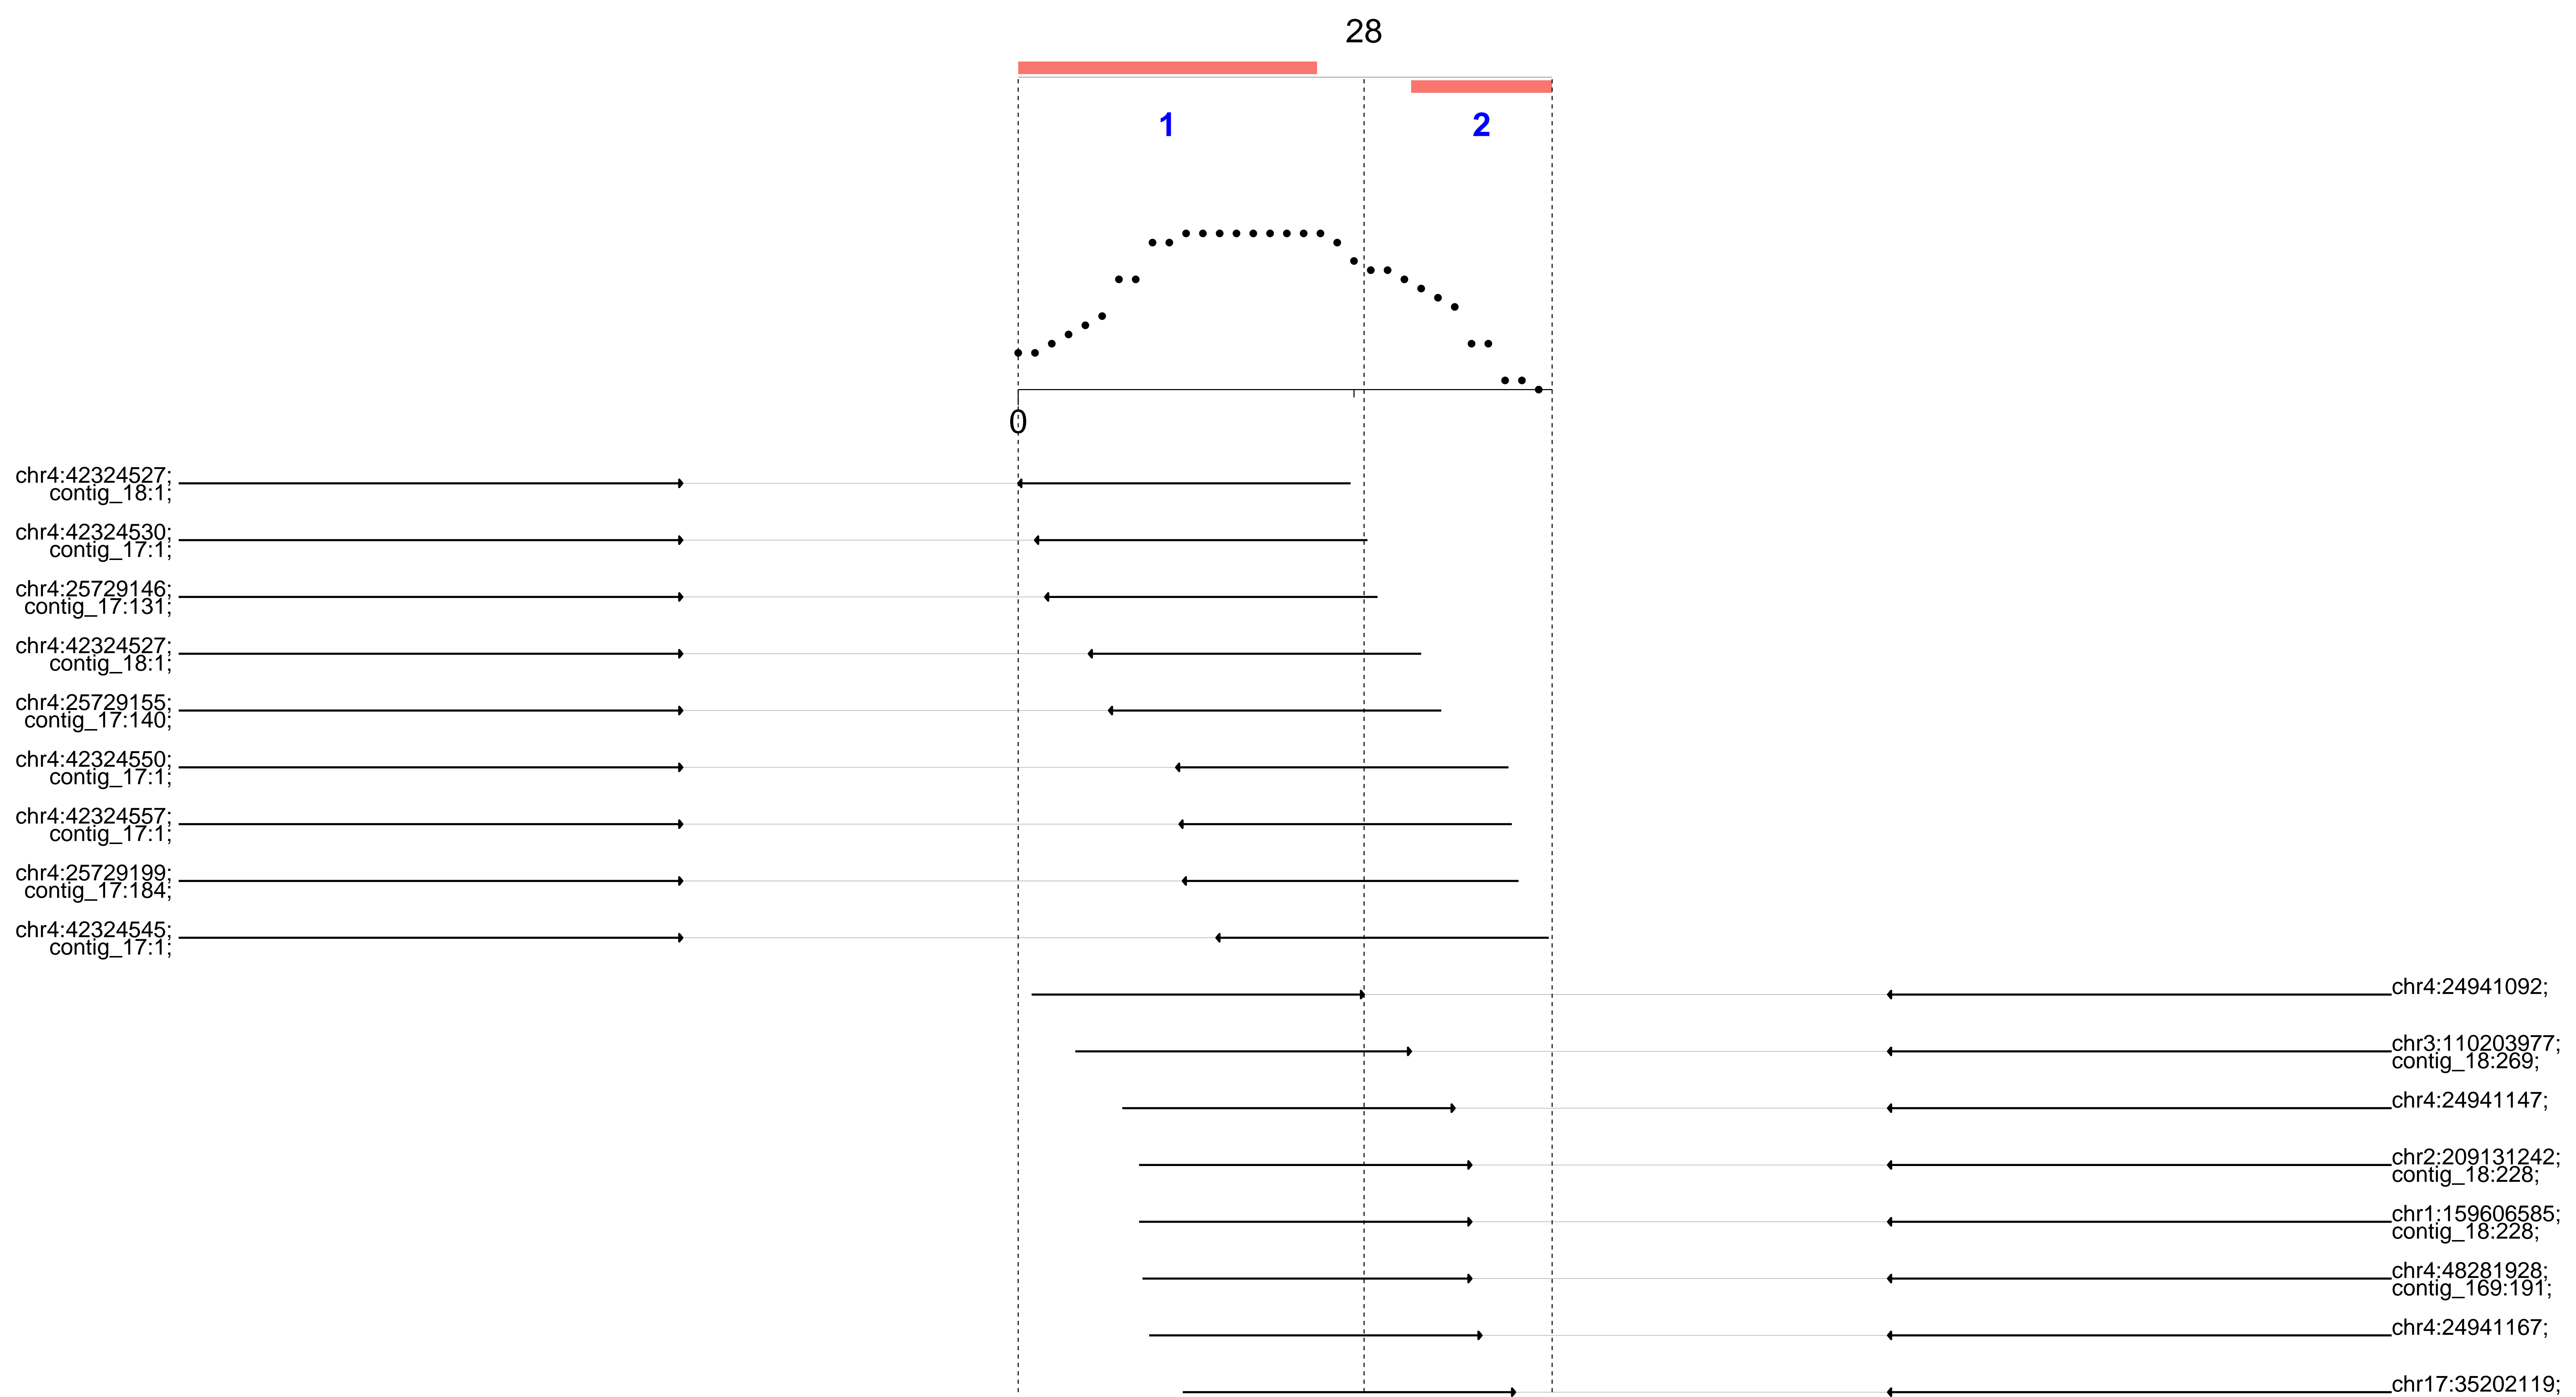 28
1
2
0
chr4:42324527;
contig_18:1;
chr4:42324530;
contig_17:1;
chr4:25729146;
contig_17:131;
chr4:42324527;
contig_18:1;
chr4:25729155;
contig_17:140;
chr4:42324550;
contig_17:1;
chr4:42324557;
contig_17:1;
chr4:25729199;
contig_17:184;
chr4:42324545;
contig_17:1;
chr4:24941092;
chr3:110203977;
contig_18:269;
chr4:24941147;
chr2:209131242;
contig_18:228;
chr1:159606585;
contig_18:228;
chr4:48281928;
contig_169:191;
chr4:24941167;
chr17:35202119;